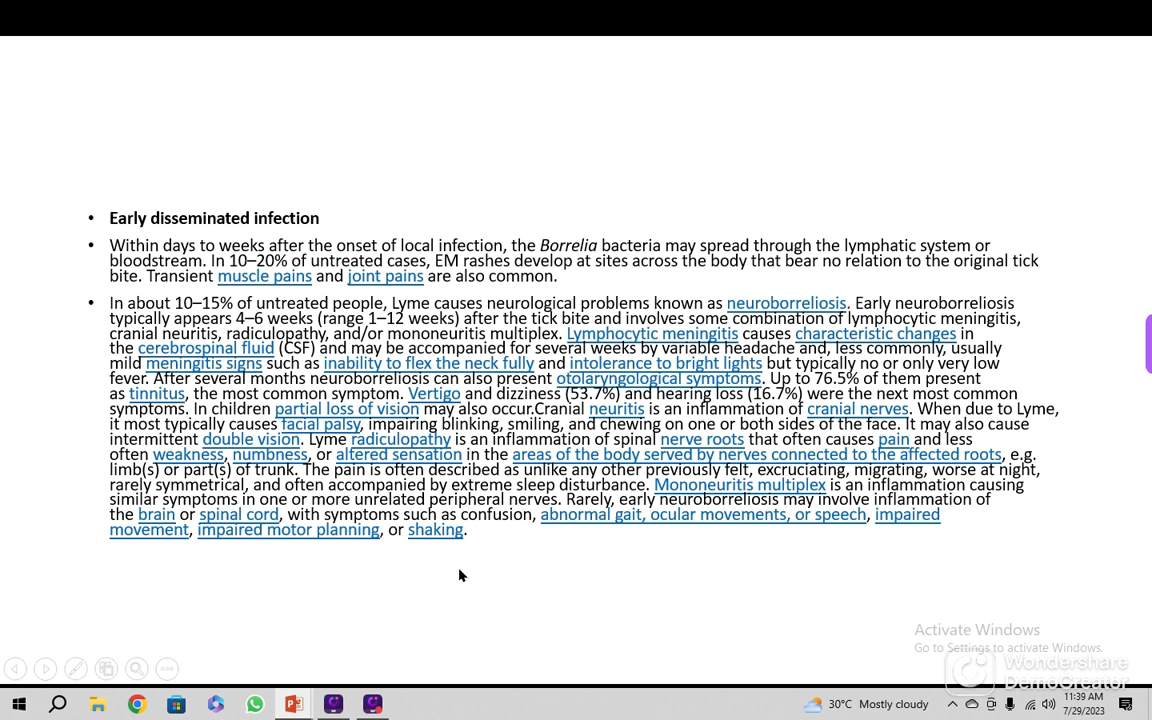 • Early disseminated infection
• Within days to weeks after the onset of local infection, the Borrelia bacteria may spread through the lymphatic system or
bloodstream. In 10–20% of untreated cases, EM rashes develop at sites across the body that bear no relation to the original tick
bite. Transient muscle pains and joint pains are also common.
• In about 10–15% of untreated people, Lyme causes neurological problems known as neuroborreliosis. Early neuroborreliosis
typically appears 4–6 weeks (range 1–12 weeks) after the tick bite and involves some combination of lymphocytic meningitis,
cranial neuritis, radiculopathy, and/or mononeuritis multiplex. Lymphocytic meningitis causes characteristic changes in
the cerebrospinal fluid (CSF) and may be accompanied for several weeks by variable headache and, less commonly, usually
mild meningitis signs such as inability to flex the neck fully and intolerance to bright lights but typically no or only very low
fever. After several months neuroborreliosis can also present otolaryngological symptoms. Up to 76.5% of them present
as tinnitus, the most common symptom. Vertigo and dizziness (53.7%) and hearing loss (16.7%) were the next most common
symptoms. In children partial loss of vision may also occur.Cranial neuritis is an inflammation of cranial nerves. When due to Lyme,
it most typically causes facial palsy, impairing blinking, smiling, and chewing on one or both sides of the face. It may also cause
intermittent double vision. Lyme radiculopathy is an inflammation of spinal nerve roots that often causes pain and less
often weakness, numbness, or altered sensation in the areas of the body served by nerves connected to the affected roots, e.g.
limb(s) or part(s) of trunk. The pain is often described as unlike any other previously felt, excruciating, migrating, worse at night,
rarely symmetrical, and often accompanied by extreme sleep disturbance. Mononeuritis multiplex is an inflammation causing
similar symptoms in one or more unrelated peripheral nerves. Rarely, early neuroborreliosis may involve inflammation of
the brain or spinal cord, with symptoms such as confusion, abnormal gait, ocular movements, or speech, impaired
movement, impaired motor planning, or shaking.
Activate Windows
Go to Settings to activate Windows.
Wondershare
DemoCreator
30°C Mostly cloudy
11:39 AM
7/29/2023